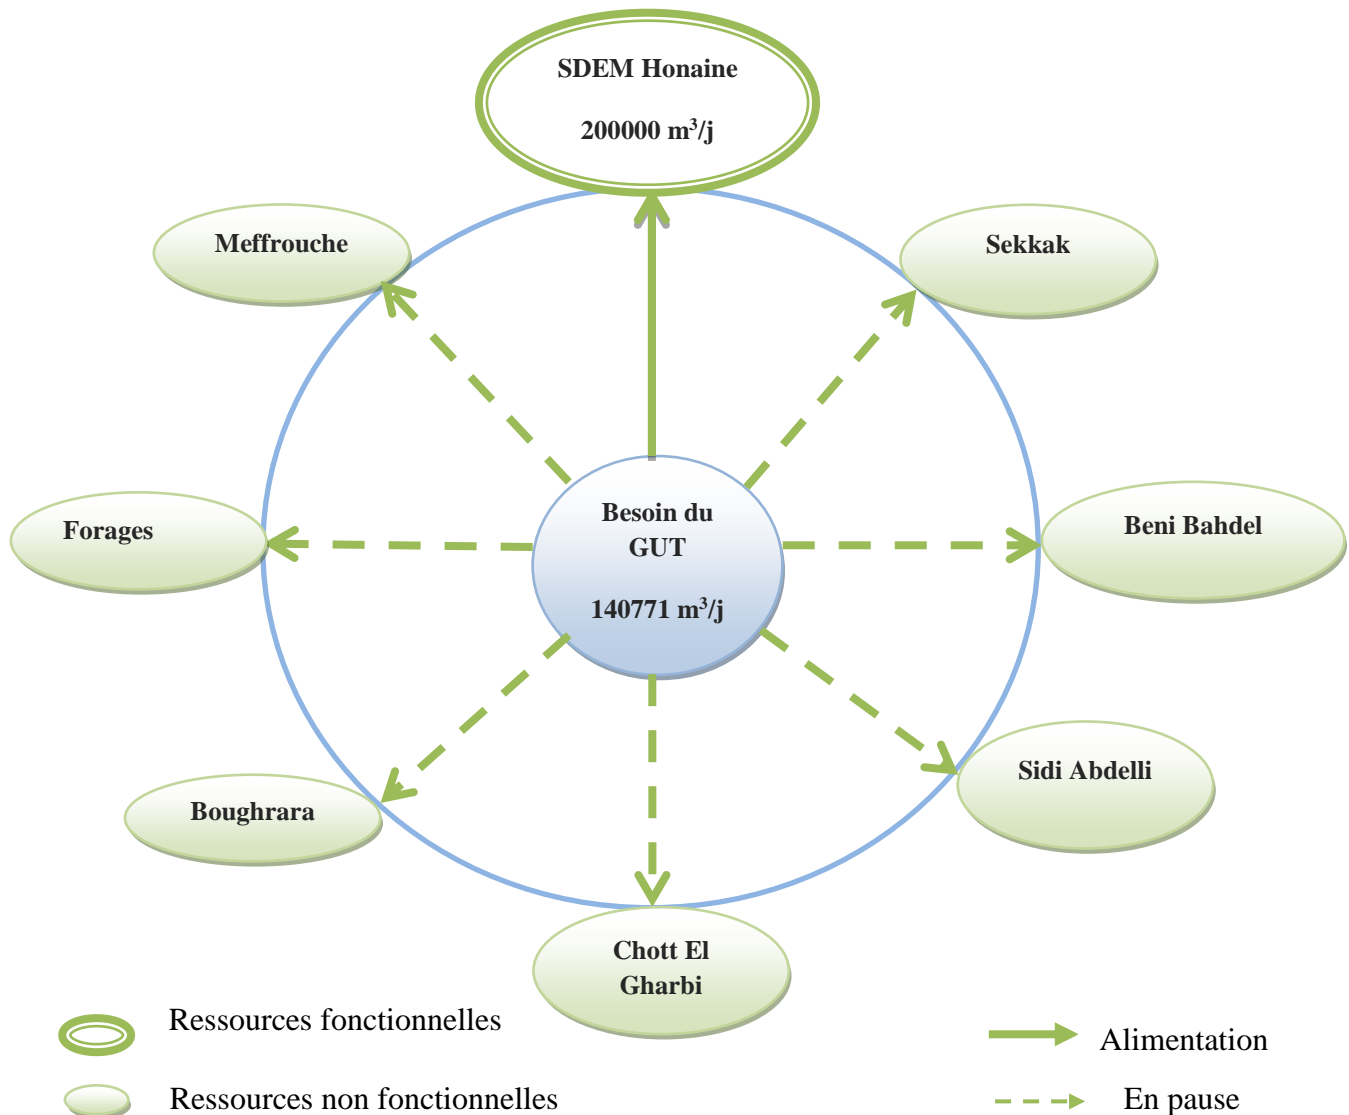 SDEM Honaine
200000 m³/j
Meffrouche
Sekkak
Forages
Besoin du
GUT
140771 m³/j
Beni Bahdel
Boughrara
Sidi Abdelli
Chott El
Gharbi
Ressources fonctionnelles
Alimentation
Ressources non fonctionnelles
En pause